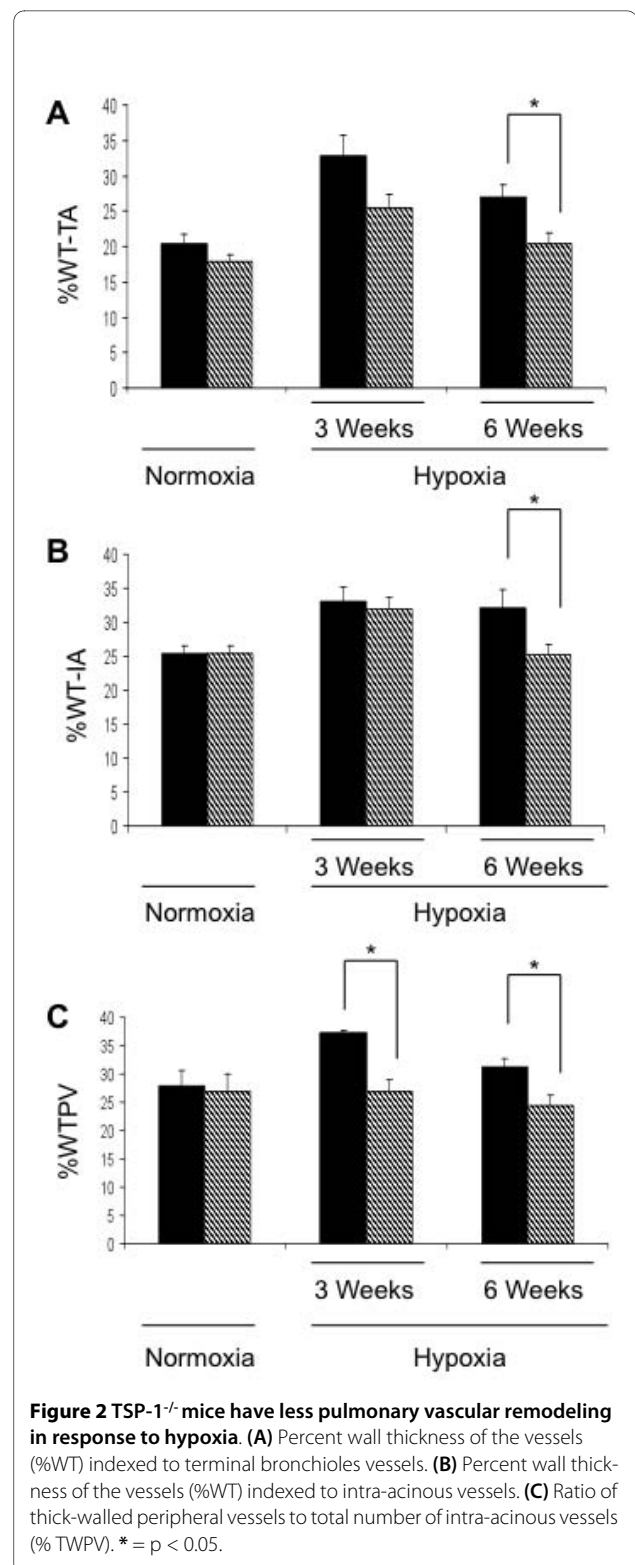 A
40
35
30
25
20
15
10
5
0
%WT-TA
*
3 Weeks 6 Weeks
Normoxia Hypoxia
B
40
35
30
25
20
15
10
5
0
%WT-IA
*
3 Weeks 6 Weeks
Normoxia Hypoxia
C
40
35
30
25
20
15
10
5
0
%WTPV
* *
3 Weeks 6 Weeks
Normoxia Hypoxia
Figure 2 TSP-1-/- mice have less pulmonary vascular remodeling
in response to hypoxia. (A) Percent wall thickness of the vessels
(%WT) indexed to terminal bronchioles vessels. (B) Percent wall thick-
ness of the vessels (%WT) indexed to intra-acinous vessels. (C) Ratio of
thick-walled peripheral vessels to total number of intra-acinous vessels
(% TWPV). * = p < 0.05.